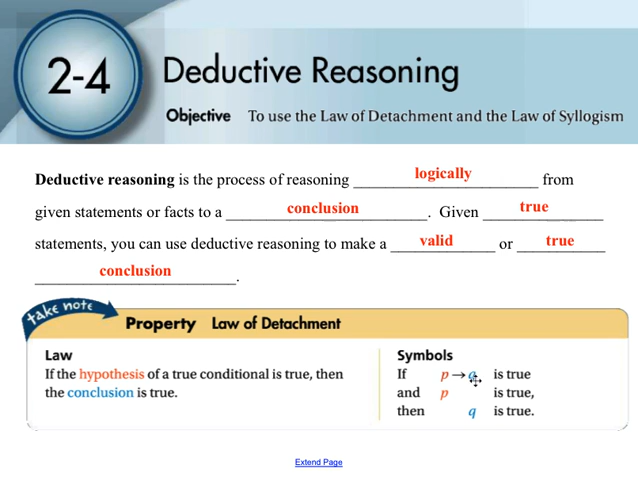 2-4
Deductive Reasoning
Objective To use the Law of Detachment and the Law of Syllogism
Deductive reasoning is the process of reasoning logically from
given statements or facts to a conclusion. Given true
statements, you can use deductive reasoning to make a valid or true
conclusion.
take note
Property Law of Detachment
Law
If the hypothesis of a true conditional is true, then
the conclusion is true.
Symbols
If p → q is true
and p is true,
then q is true.
Extend Page